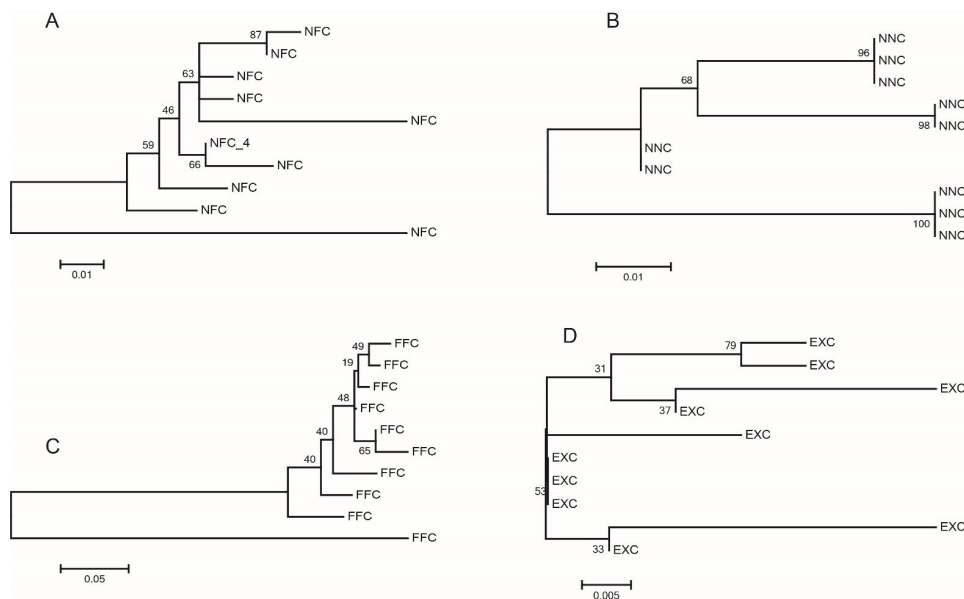 A
87
NFC
NFC
63
NFC
NFC
46
NFC
NFC_4
59
66
NFC
NFC
NFC
NFC
0.01
B
NNC
96
NNC
NNC
68
NNC
98
NNC
NNC
NNC
NNC
NNC
100
NNC
0.01
C
49
FFC
19
FFC
FFC
48
FFC
FFC
40
65
FFC
40
FFC
FFC
FFC
FFC
0.05
D
79
EXC
EXC
31
EXC
37
EXC
EXC
EXC
EXC
53
EXC
EXC
33
EXC
0.005